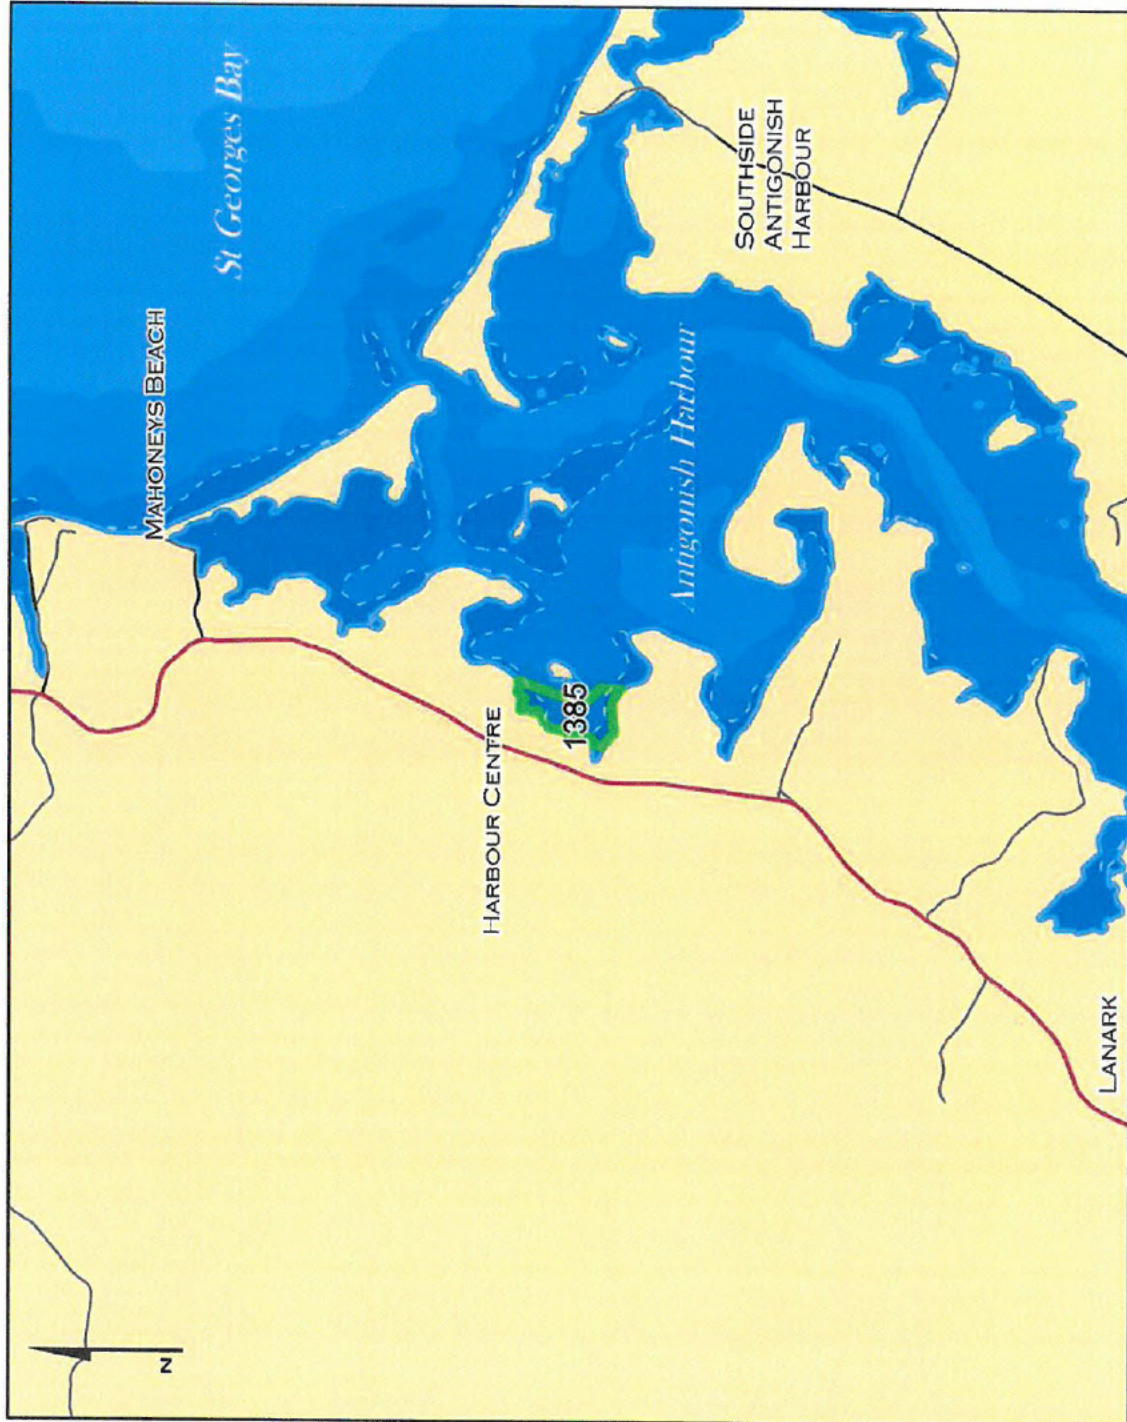 St Georges Bay
MAHONEYS BEACH
SOUTHSIDE
ANTIGONISH
HARBOUR
Antigonish Harbour
HARBOUR CENTRE
1385
LANARK
N